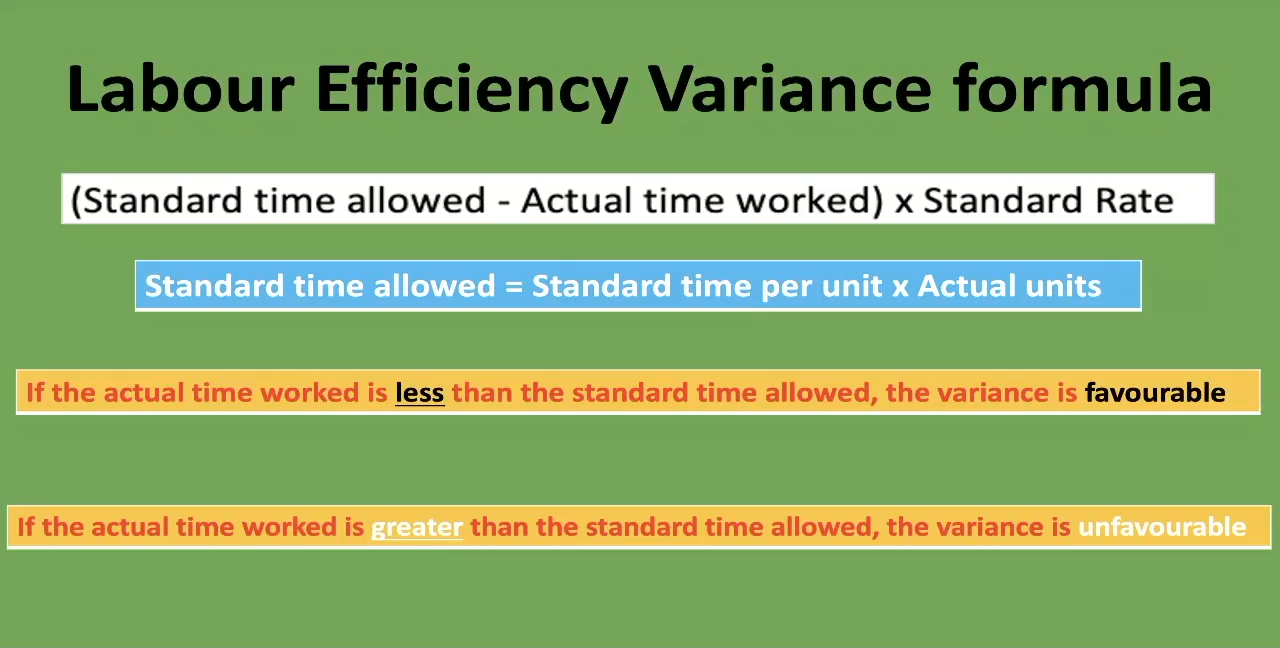 Labour Efficiency Variance formula
(Standard time allowed - Actual time worked) x Standard Rate
Standard time allowed = Standard time per unit x Actual units
If the actual time worked is less than the standard time allowed, the variance is favourable
If the actual time worked is greater than the standard time allowed, the variance is unfavourable